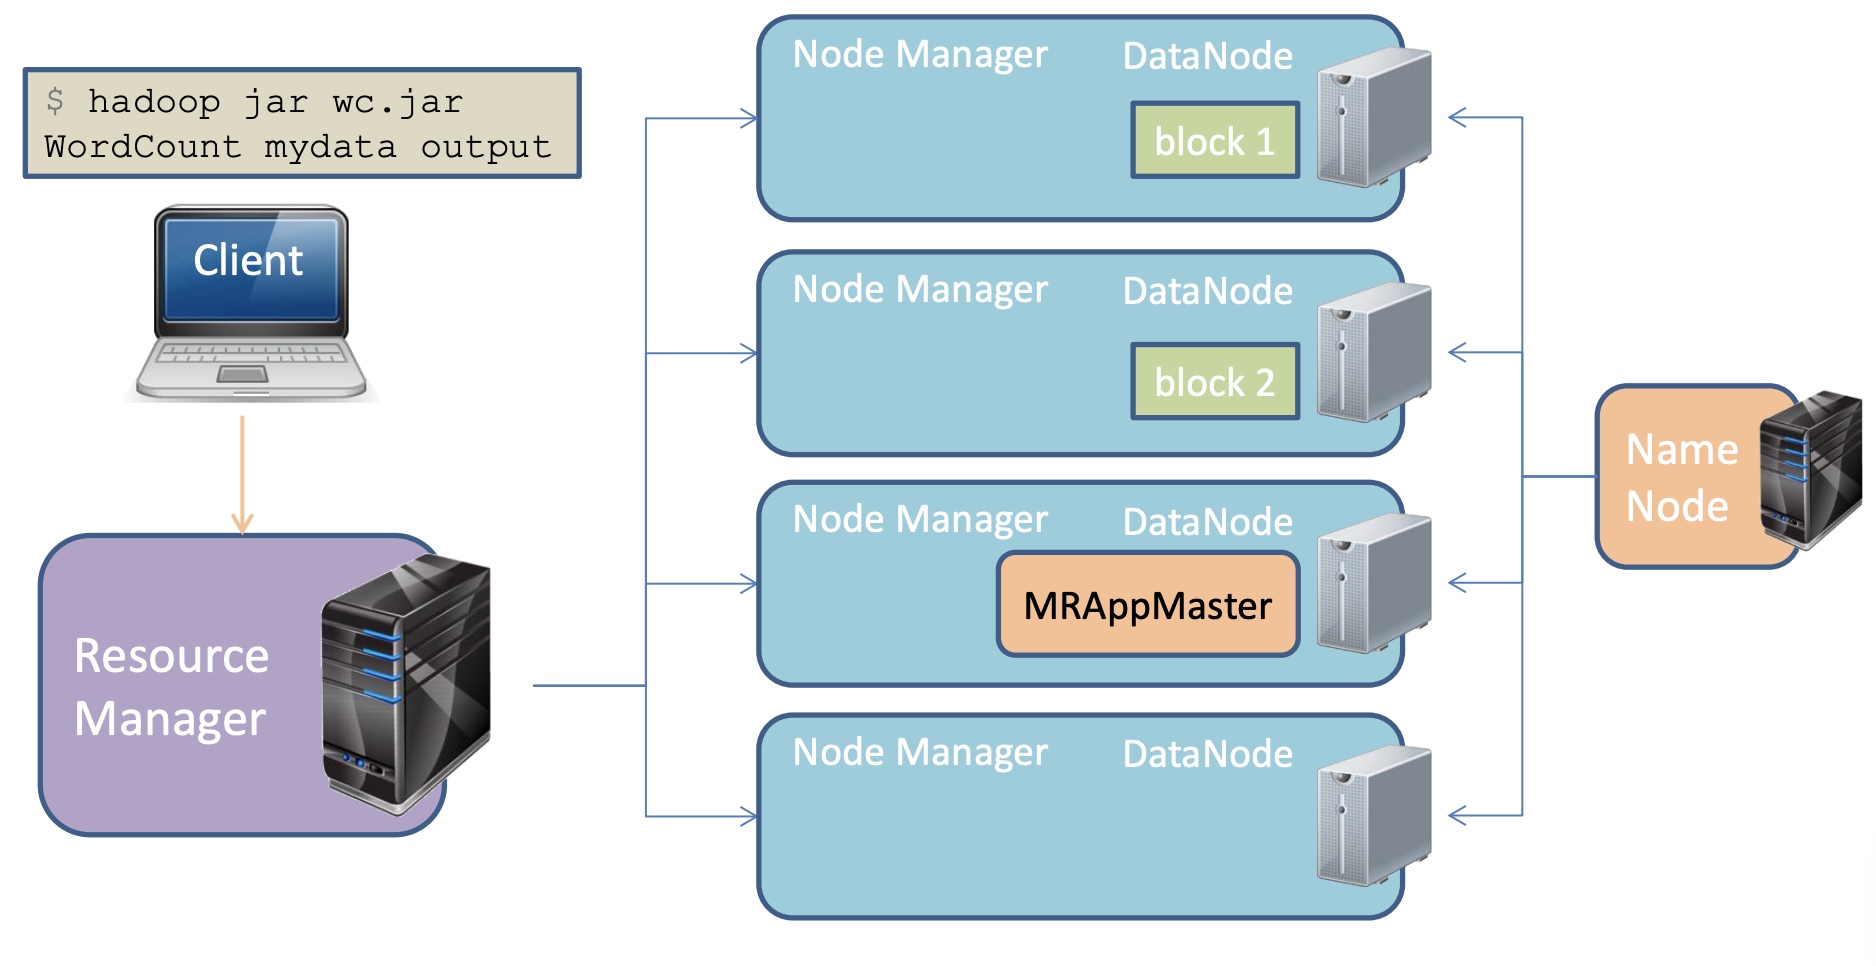 $ hadoop jar wc.jar
WordCount mydata output
Client
Resource
Manager
Node Manager
DataNode
block 1
Node Manager
DataNode
block 2
Node Manager
DataNode
MRAppMaster
Node Manager
DataNode
Name
Node